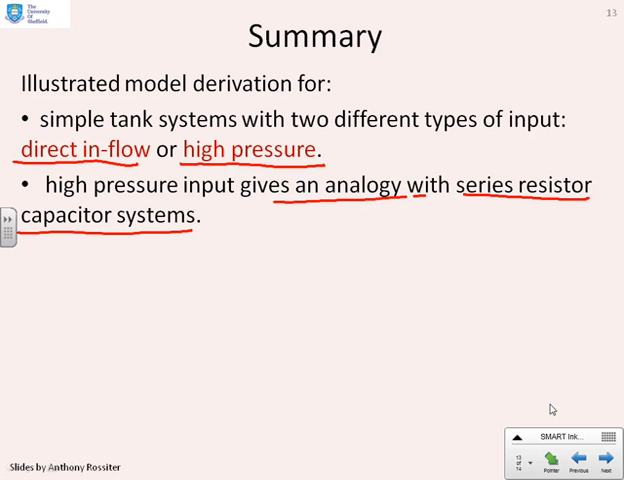 The
University
Of
Sheffield.
13
Summary
Illustrated model derivation for:
• simple tank systems with two different types of input:
direct in-flow or high pressure.
• high pressure input gives an analogy with series resistor
capacitor systems.
SMART Ink...
13
of
14
Pointer Previous Next
Slides by Anthony Rossiter